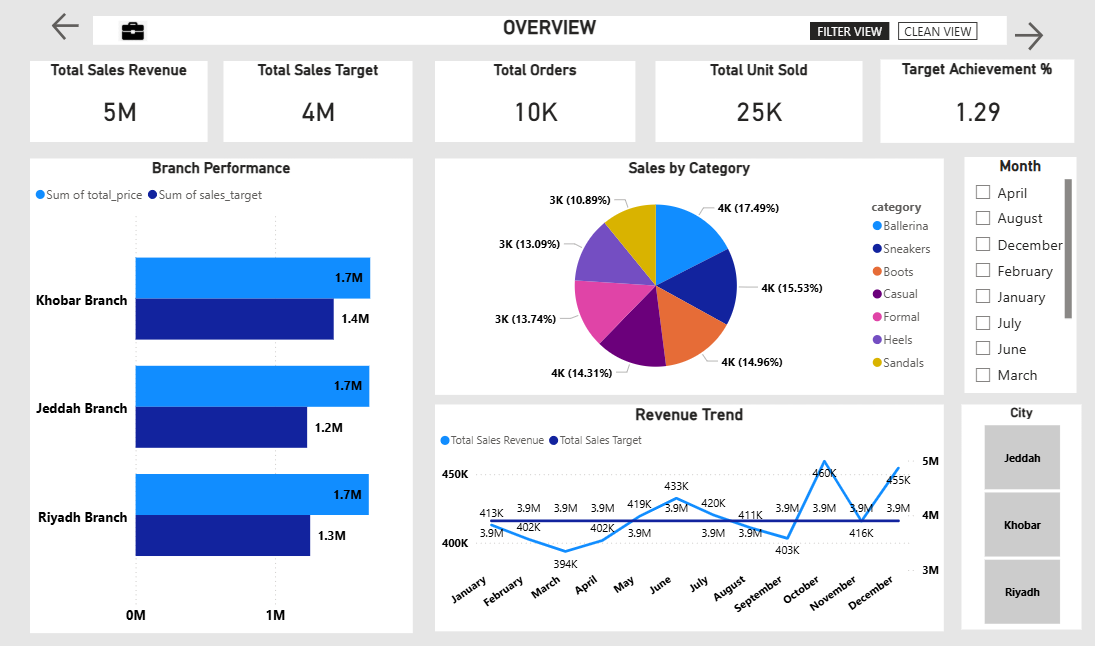 OVERVIEW
FILTER VIEW
CLEAN VIEW
Total Sales Revenue
5M
Total Sales Target
4M
Total Orders
10K
Total Unit Sold
25K
Target Achievement %
1.29
Branch Performance
Sum of total_price
Sum of sales_target
Khobar Branch
1.7M
1.4M
Jeddah Branch
1.7M
1.2M
Riyadh Branch
1.7M
1.3M
0M
1M
Sales by Category
4K (17.49%)
4K (15.53%)
4K (14.96%)
4K (14.31%)
3K (13.74%)
3K (13.09%)
3K (10.89%)
category
Ballerina
Sneakers
Boots
Casual
Formal
Heels
Sandals
Month
April
August
December
February
January
July
June
March
Revenue Trend
Total Sales Revenue
Total Sales Target
450K
400K
413K
402K
394K
402K
419K
433K
420K
411K
403K
460K
416K
455K
3.9M
3.9M
3.9M
3.9M
3.9M
3.9M
3.9M
3.9M
3.9M
3.9M
3.9M
3.9M
5M
4M
3M
January
February
March
April
May
June
July
August
September
October
November
December
City
Jeddah
Khobar
Riyadh